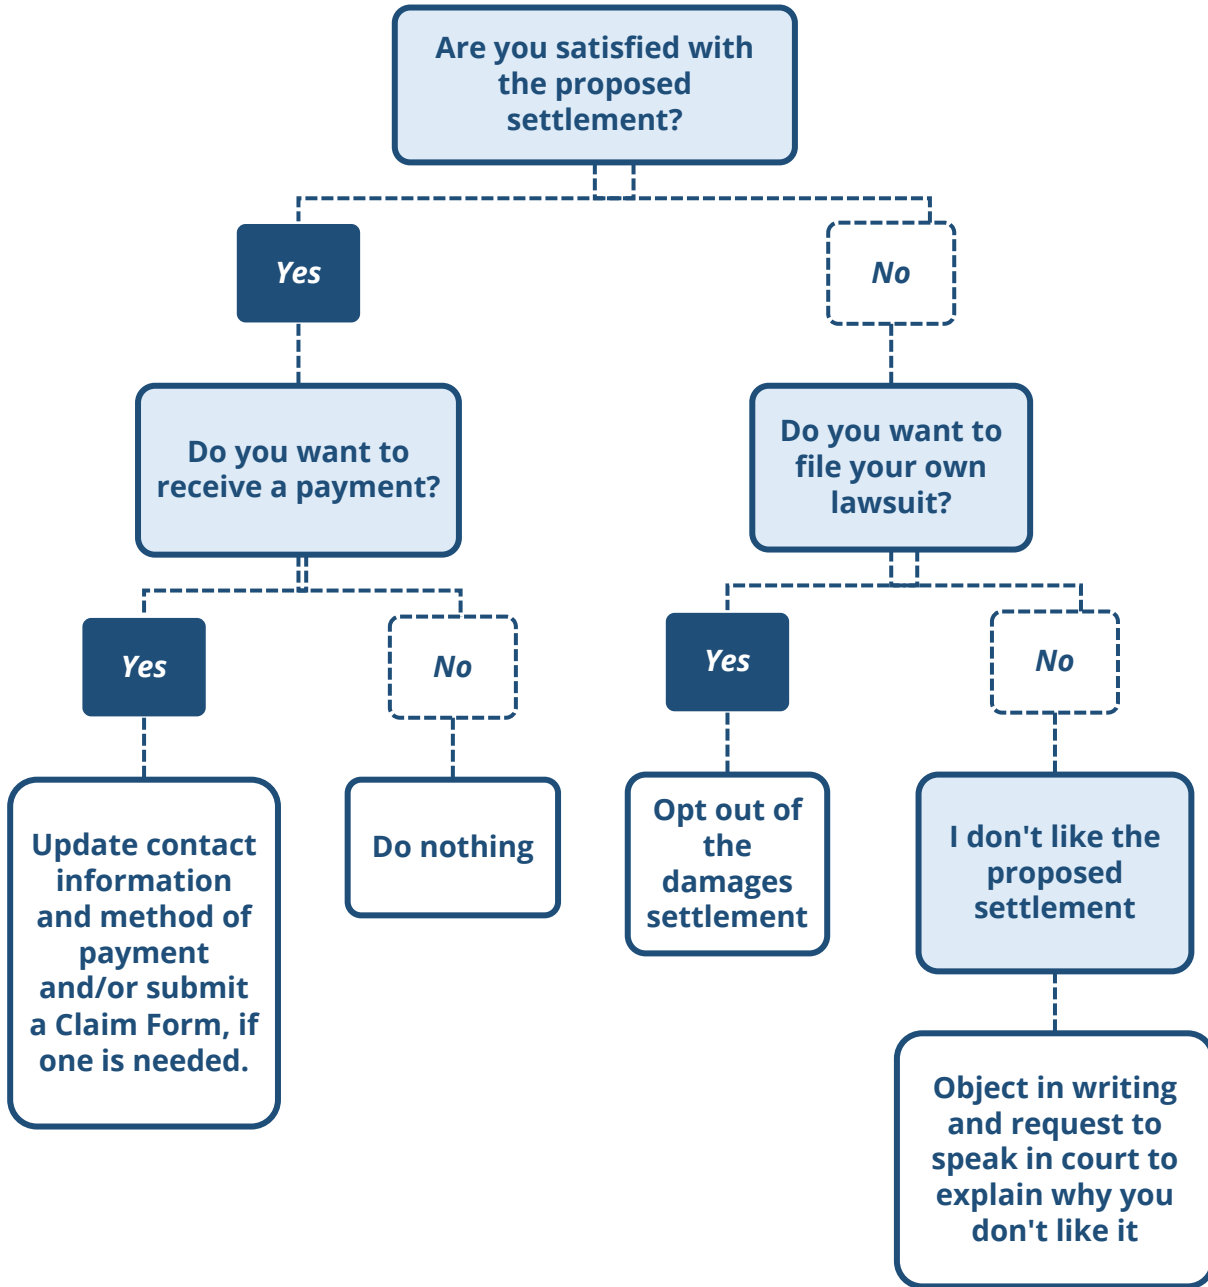 Are you satisfied with
the proposed
settlement?
Yes
No
Do you want to
receive a payment?
Do you want to
file your own
lawsuit?
Yes
No
Yes
No
Update contact
information
and method of
payment
and/or submit
a Claim Form, if
one is needed.
Do nothing
Opt out of
the
damages
settlement
I don't like the
proposed
settlement
Object in writing
and request to
speak in court to
explain why you
don't like it